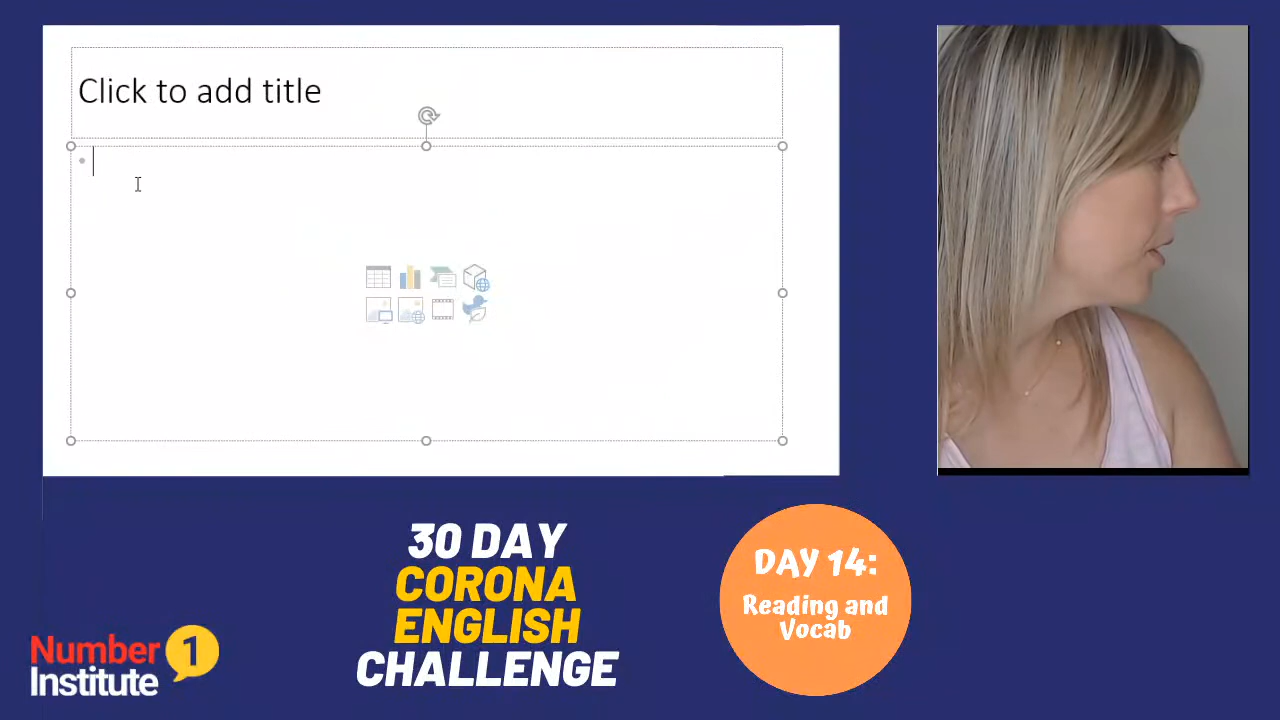 Click to add title
30 DAY
CORONA
ENGLISH
CHALLENGE
DAY 14:
Reading and
Vocab
Number 1
Institute